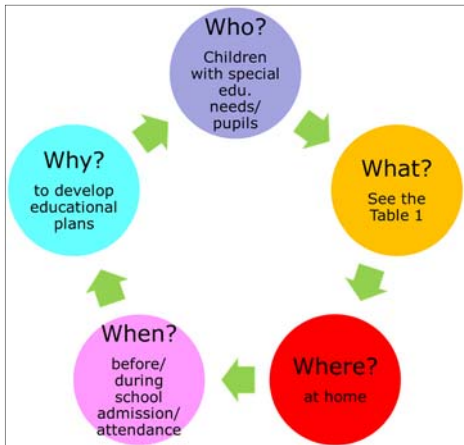 Who?
Children
with special
edu.
needs/
pupils
What?
See the
Table 1
Where?
at home
When?
before/
during
school
admission/
attendance
Why?
to develop
educational
plans